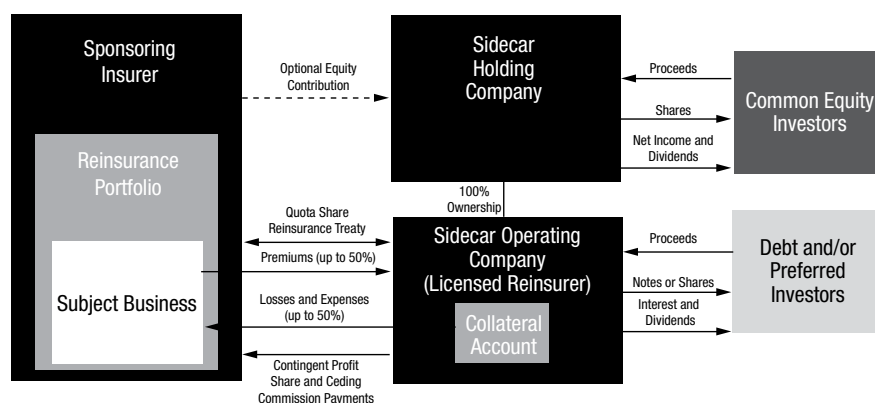 Sponsoring
Insurer
Reinsurance
Portfolio
Subject Business
Optional Equity
Contribution
Sidecar
Holding
Company
Proceeds
Shares
Net Income and
Dividends
Common Equity
Investors
100%
Ownership
Quota Share
Reinsurance Treaty
Premiums (up to 50%)
Losses and Expenses
(up to 50%)
Contingent Profit
Share and Ceding
Commission Payments
Sidecar Operating
Company
(Licensed Reinsurer)
Collateral
Account
Proceeds
Notes or Shares
Interest and
Dividends
Debt and/or
Preferred
Investors